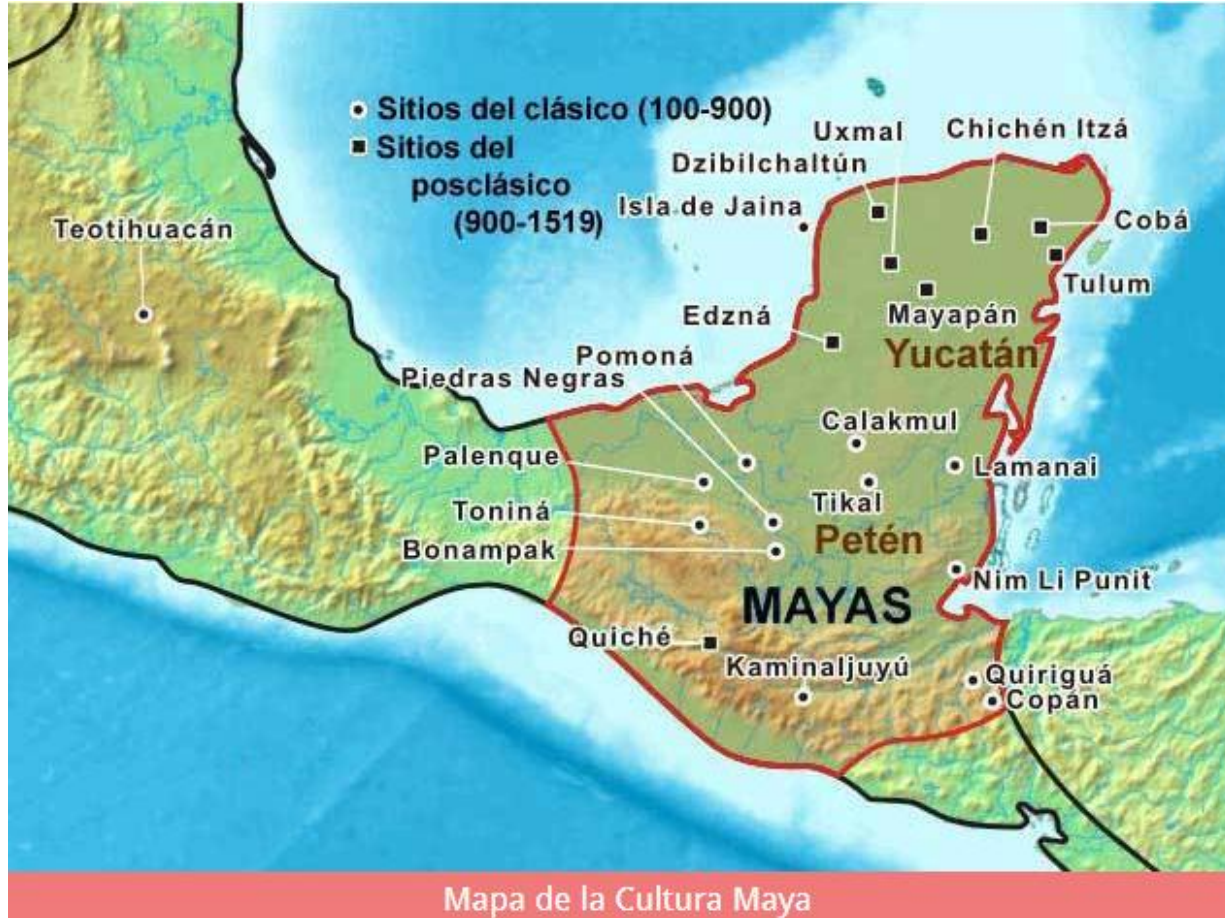 Sitios del clásico (100-900)
Sitios del
posclásico
(900-1519)
Uxmal
Chichén Itzá
Dzibilchaltún
Isla de Jaina
Cobá
Teotihuacán
Tulum
Edzná
Mayapán
Yucatán
Pomoná
Piedras Negras
Calakmul
Palenque
Lamanai
Tikal
Toniná
Petén
Bonampak
Nim Li Punit
MAYAS
Quiché
Kaminaljuyú
Quiriguá
Copán
Mapa de la Cultura Maya